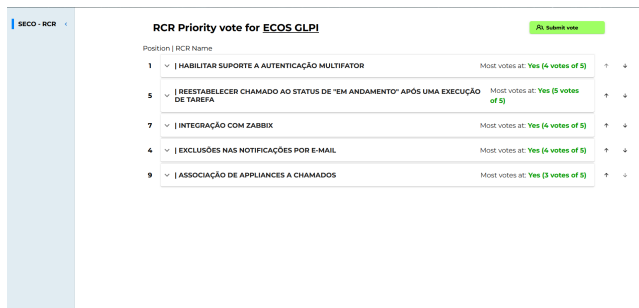 SECO - RCR
RCR Priority vote for ECOS GLPI
Submit vote
Position | RCR Name
1 | HABILITAR SUPORTE A AUTENTICAÇÃO MULTIFATOR Most votes at: Yes (4 votes of 5)
5 | REESTABELECER CHAMADO AO STATUS DE "EM ANDAMENTO" APÓS UMA EXECUÇÃO Most votes at: Yes (5 votes
DE TAREFA of 5)
7 | INTEGRAÇÃO COM ZABBIX Most votes at: Yes (4 votes of 5)
4 | EXCLUSÕES NAS NOTIFICAÇÕES POR E-MAIL Most votes at: Yes (4 votes of 5)
9 | ASSOCIAÇÃO DE APPLIANCES A CHAMADOS Most votes at: Yes (3 votes of 5)